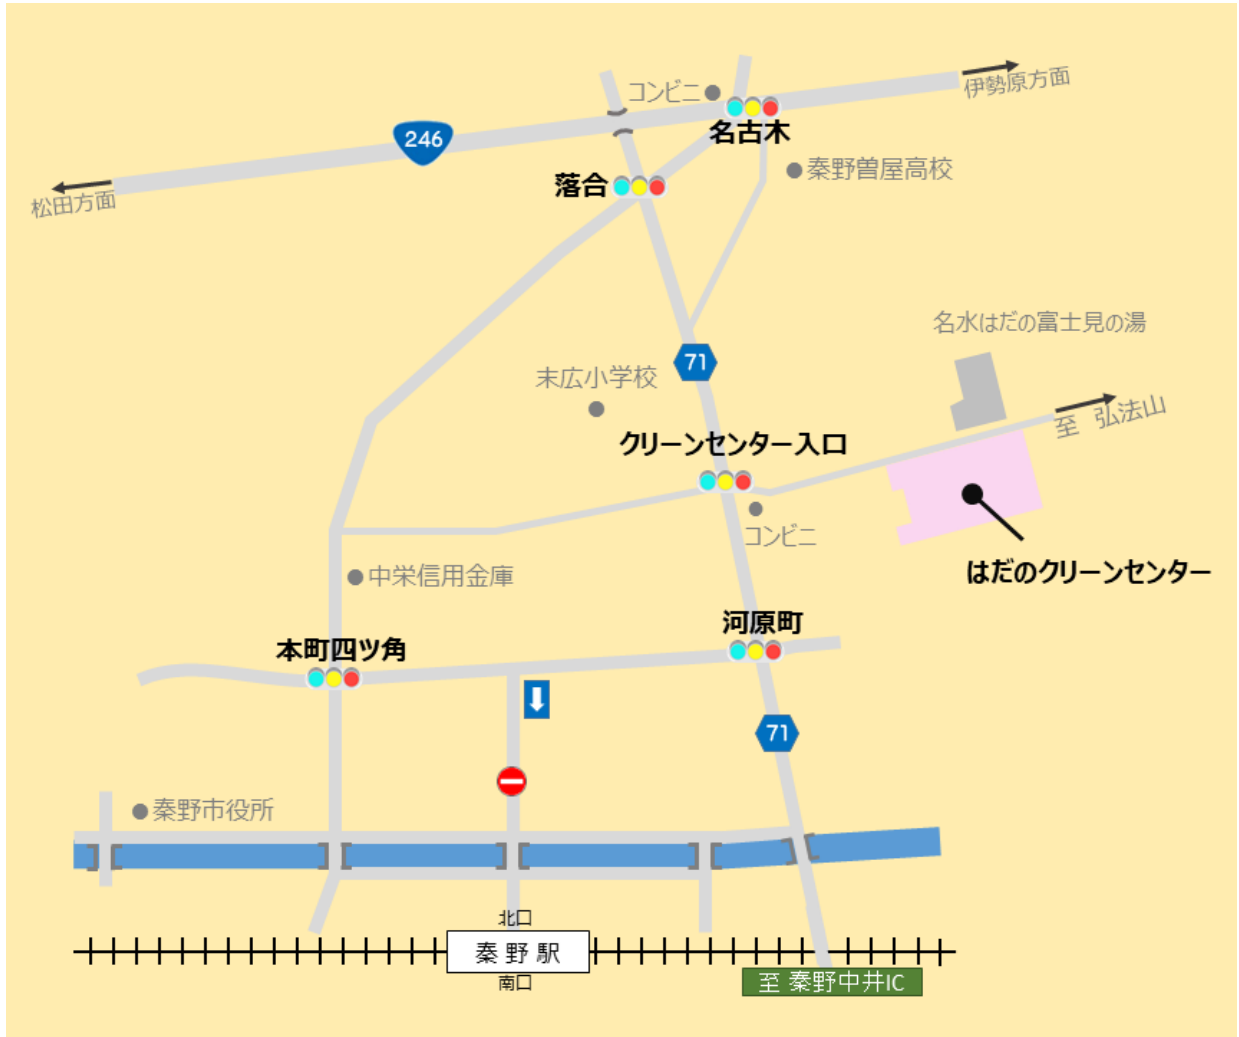 コンビニ
伊勢原方面
246
名古木
秦野曽屋高校
落合
松田方面
名水はだの富士見の湯
71
末広小学校
至 弘法山
クリーンセンター入口
コンビニ
はだのクリーンセンター
中栄信用金庫
河原町
本町四ツ角
71
秦野市役所
北口
秦野駅
南口
至 秦野中井IC